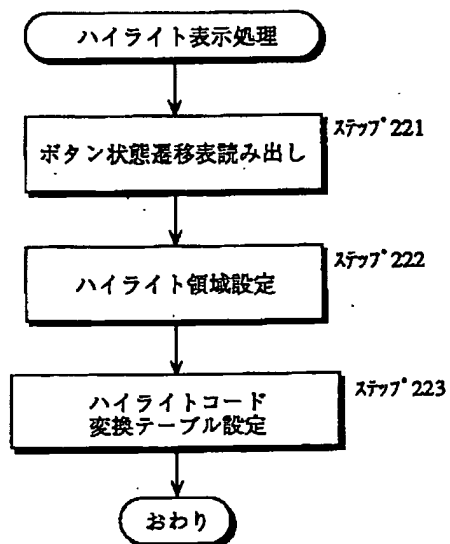 ハイライト表示処理
ステップ221
ボタン状態遷移表読み出し
ステップ222
ハイライト領域設定
ステップ223
ハイライトコード
変換テーブル設定
おわり